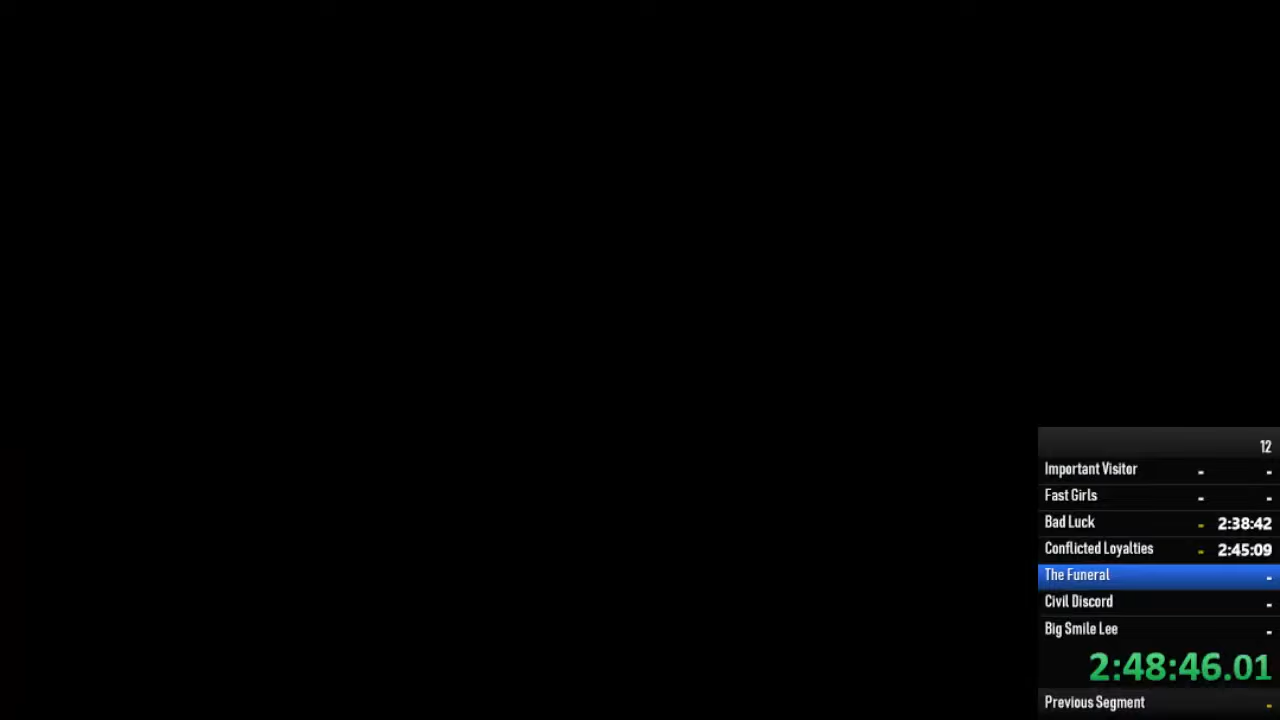 12
Important Visitor - -
Fast Girls - -
Bad Luck - 2:38:42
Conflicted Loyalties - 2:45:09
The Funeral -
Civil Discord -
Big Smile Lee -
2:48:46.01
Previous Segment -